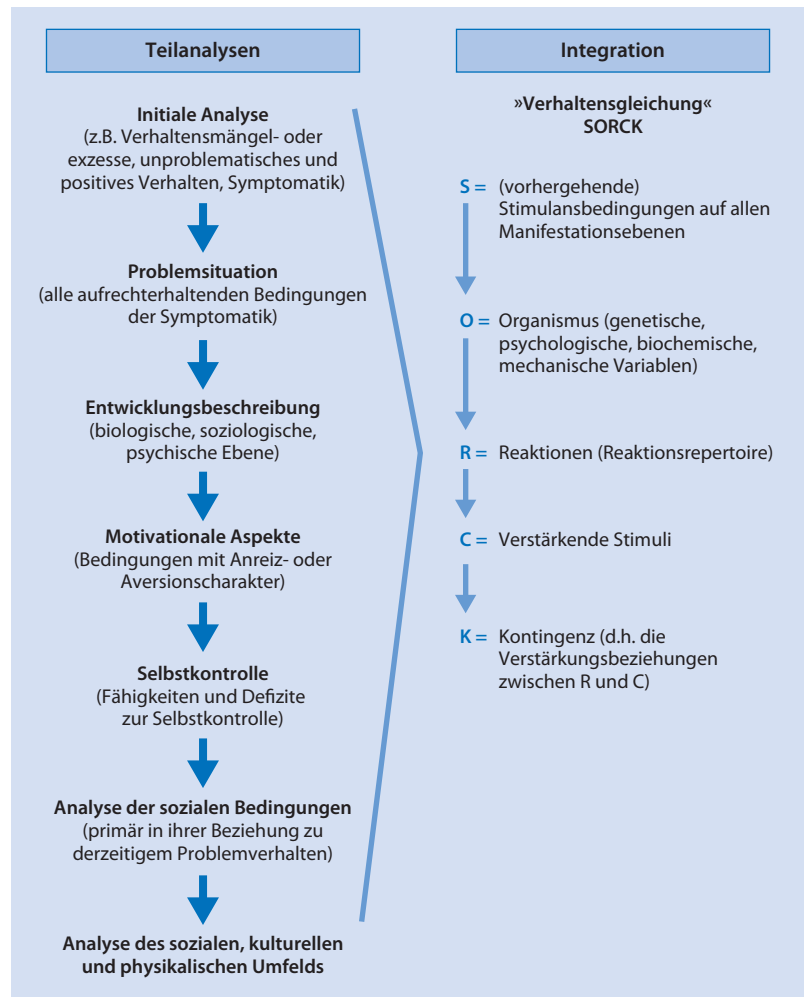 Teilanalysen
Initiale Analyse
(z.B. Verhaltensmängel- oder
exzesse, unproblematisches und
positives Verhalten, Symptomatik)
Problemsituation
(alle aufrechterhaltenden Bedingungen
der Symptomatik)
Entwicklungsbeschreibung
(biologische, soziologische,
psychische Ebene)
Motivationale Aspekte
(Bedingungen mit Anreiz- oder
Aversionscharakter)
Selbstkontrolle
(Fähigkeiten und Defizite
zur Selbstkontrolle)
Analyse der sozialen Bedingungen
(primär in ihrer Beziehung zu
derzeitigem Problemverhalten)
Analyse des sozialen, kulturellen
und physikalischen Umfelds
Integration
»Verhaltensgleichung«
SORCK
S = (vorhergehende)
Stimulansbedingungen auf allen
Manifestationsebenen
O = Organismus (genetische,
psychologische, biochemische,
mechanische Variablen)
R = Reaktionen (Reaktionsrepertoire)
C = Verstärkende Stimuli
K = Kontingenz (d.h. die
Verstärkungsbeziehungen
zwischen R und C)